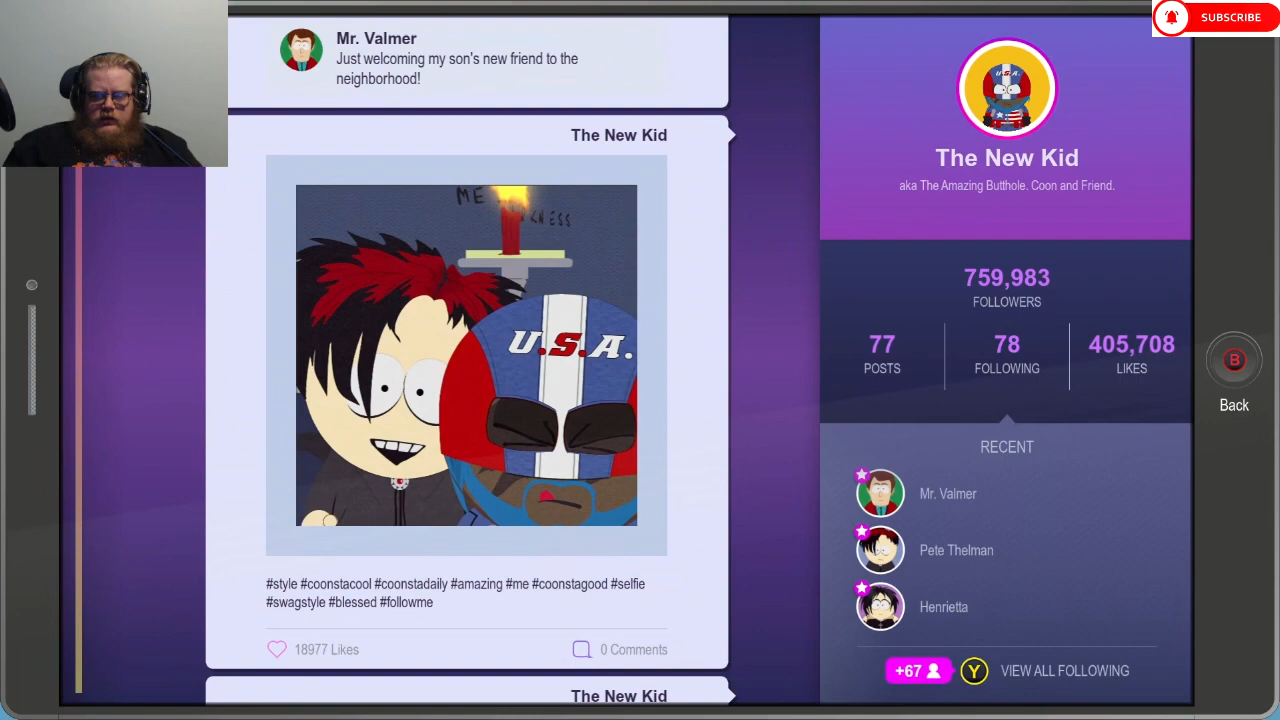 SUBSCRIBE
Mr. Valmer
Just welcoming my son's new friend to the
neighborhood!
The New Kid
ME
U.S.A.
#style #coonstacool #coonstadaily #amazing #me #coonstagood #selfie
#swagstyle #blessed #followme
18977 Likes
0 Comments
The New Kid
U.S.A.
The New Kid
aka The Amazing Butthole. Coon and Friend.
759,983
FOLLOWERS
77
POSTS
78
FOLLOWING
405,708
LIKES
RECENT
Mr. Valmer
Pete Thelman
Henrietta
+67
Y
VIEW ALL FOLLOWING
B
Back